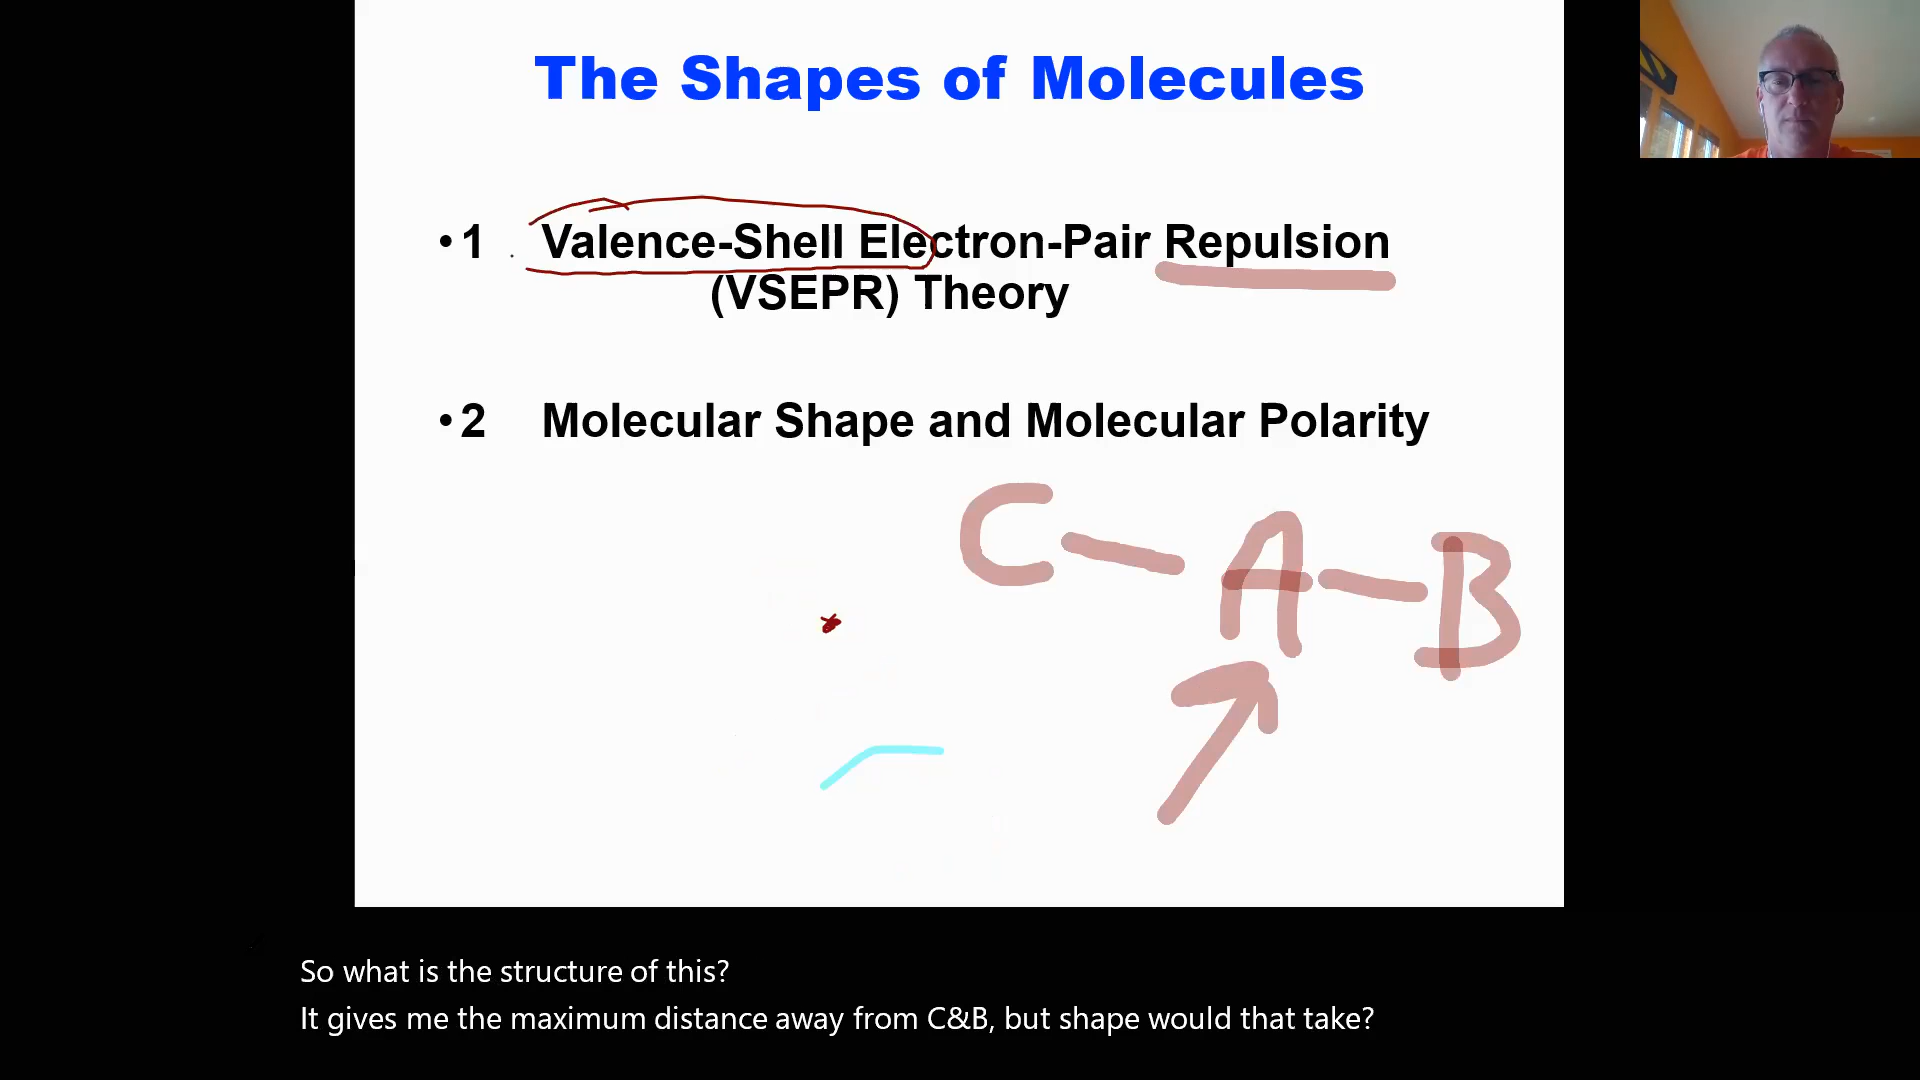 The Shapes of Molecules
•1 Valence-Shell Electron-Pair Repulsion
(VSEPR) Theory
•2 Molecular Shape and Molecular Polarity
C – A – B
So what is the structure of this?
It gives me the maximum distance away from C&B, but shape would that take?